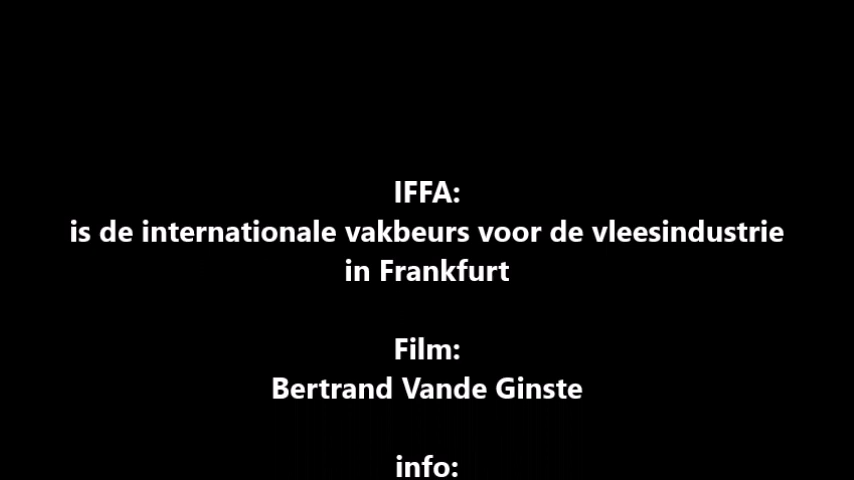 IFFA:
is de internationale vakbeurs voor de vleesindustrie
in Frankfurt
Film:
Bertrand Vande Ginste
info: